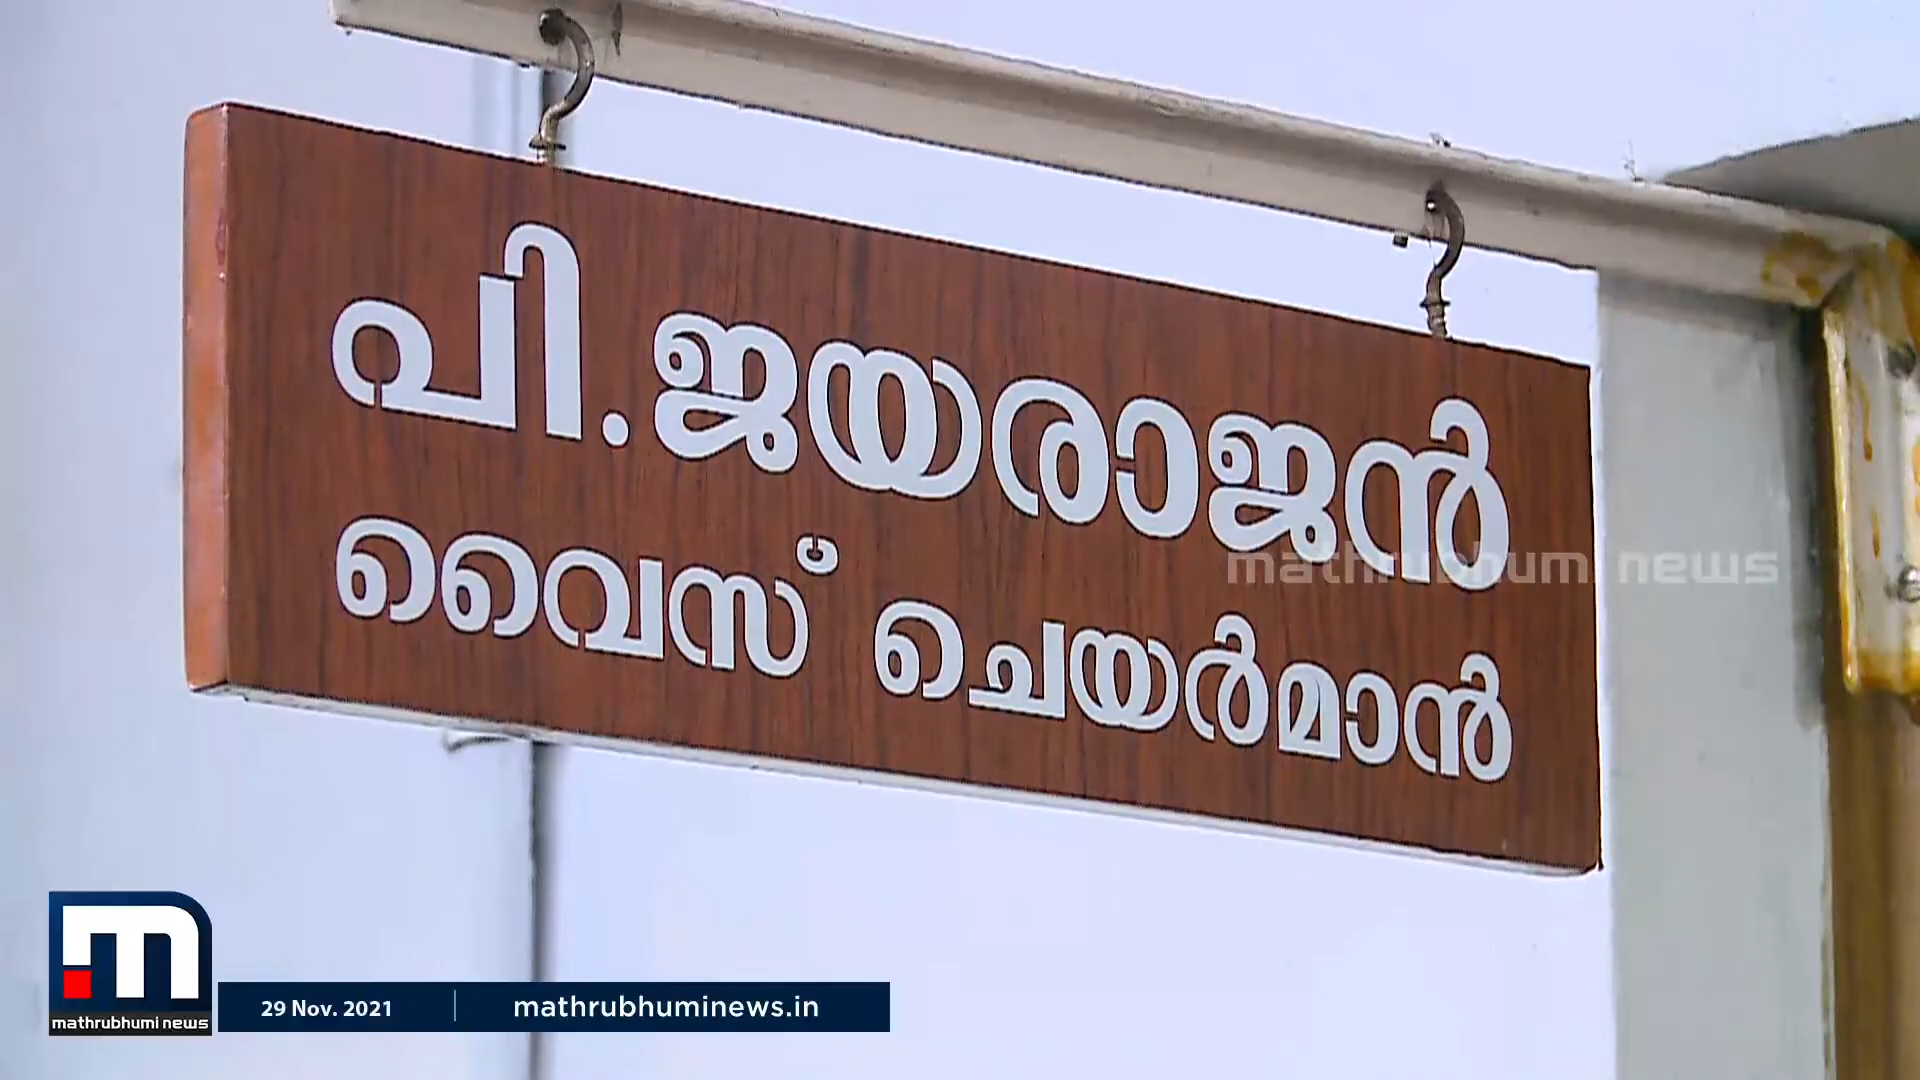 പി.ജയരാജൻ
വൈസ് ചെയർമാൻ
mathrubhumi news
mathrubhumi news
29 Nov. 2021
mathrubhuminews.in